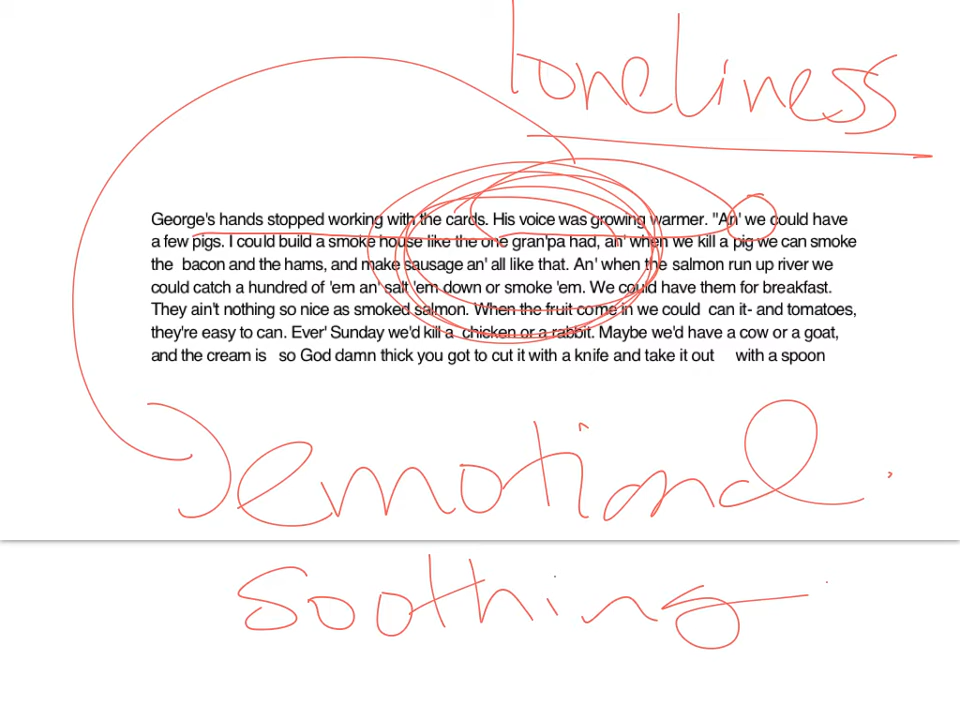 loneliness
George's hands stopped working with the cards. His voice was growing warmer. "An' we could have
a few pigs. I could build a smoke house like the one gran'pa had, an' when we kill a pig we can smoke
the bacon and the hams, and make sausage an' all like that. An' when the salmon run up river we
could catch a hundred of 'em an' salt 'em down or smoke 'em. We could have them for breakfast.
They ain't nothing so nice as smoked salmon. When the fruit come in we could can it- and tomatoes,
they're easy to can. Ever' Sunday we'd kill a chicken or a rabbit. Maybe we'd have a cow or a goat,
and the cream is so God damn thick you got to cut it with a knife and take it out with a spoon
emotional
soothing